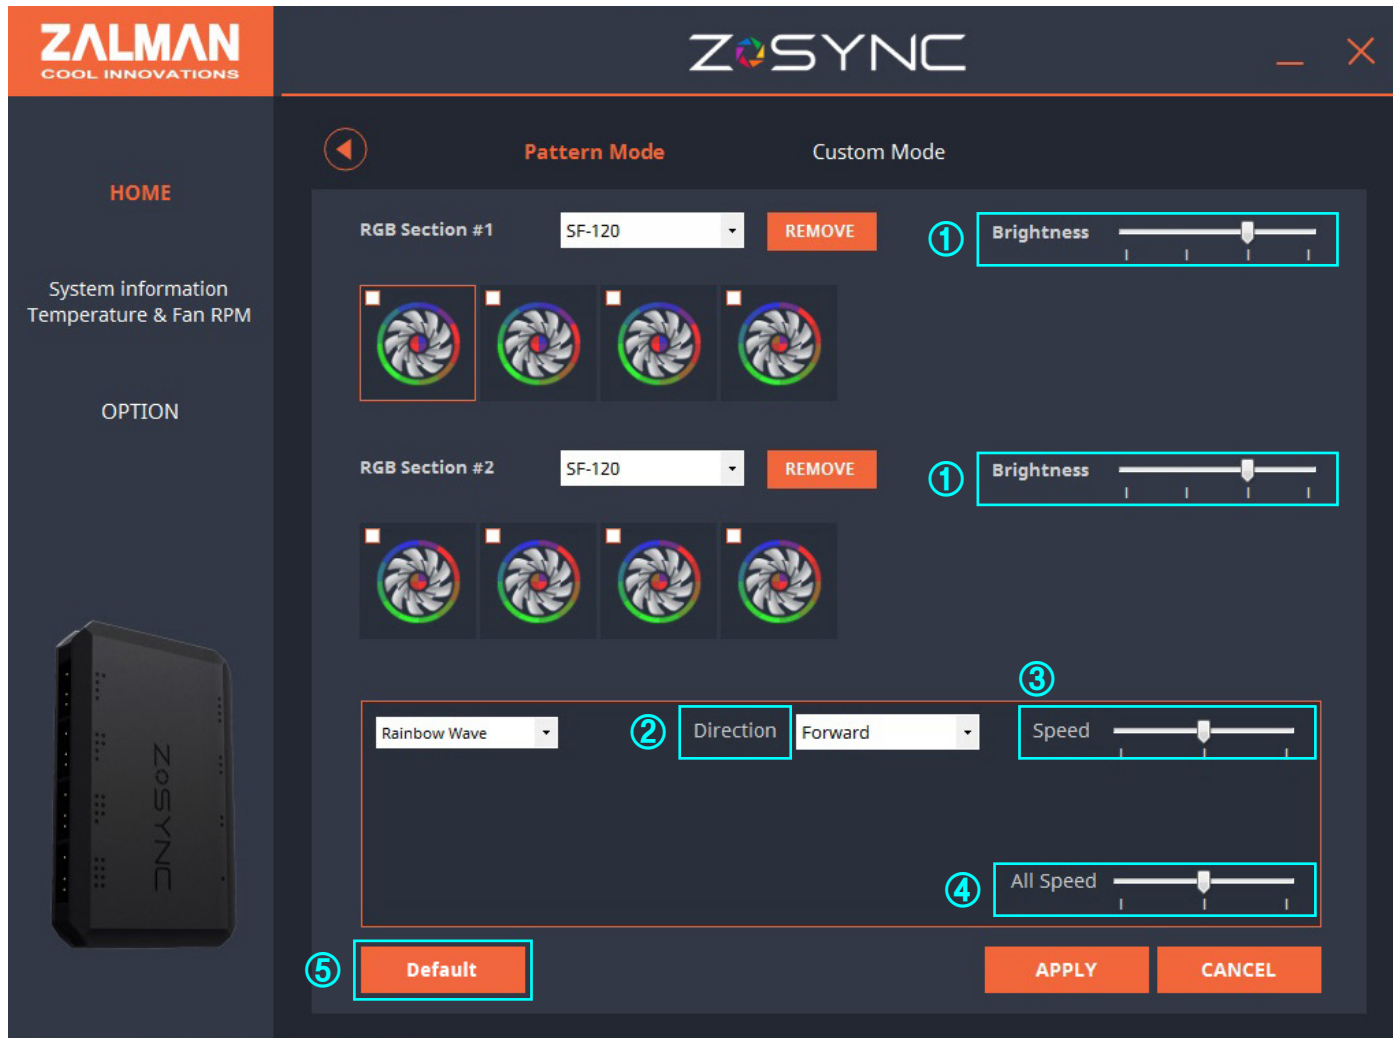 ZALMAN
COOL INNOVATIONS
ZOSYNC
Pattern Mode
Custom Mode
HOME
System information
Temperature & Fan RPM
OPTION
RGB Section #1
SF-120
REMOVE
①
Brightness
RGB Section #2
SF-120
REMOVE
①
Brightness
③
Rainbow Wave
②
Direction
Forward
Speed
④
All Speed
ZOSYNC
⑤
Default
APPLY
CANCEL